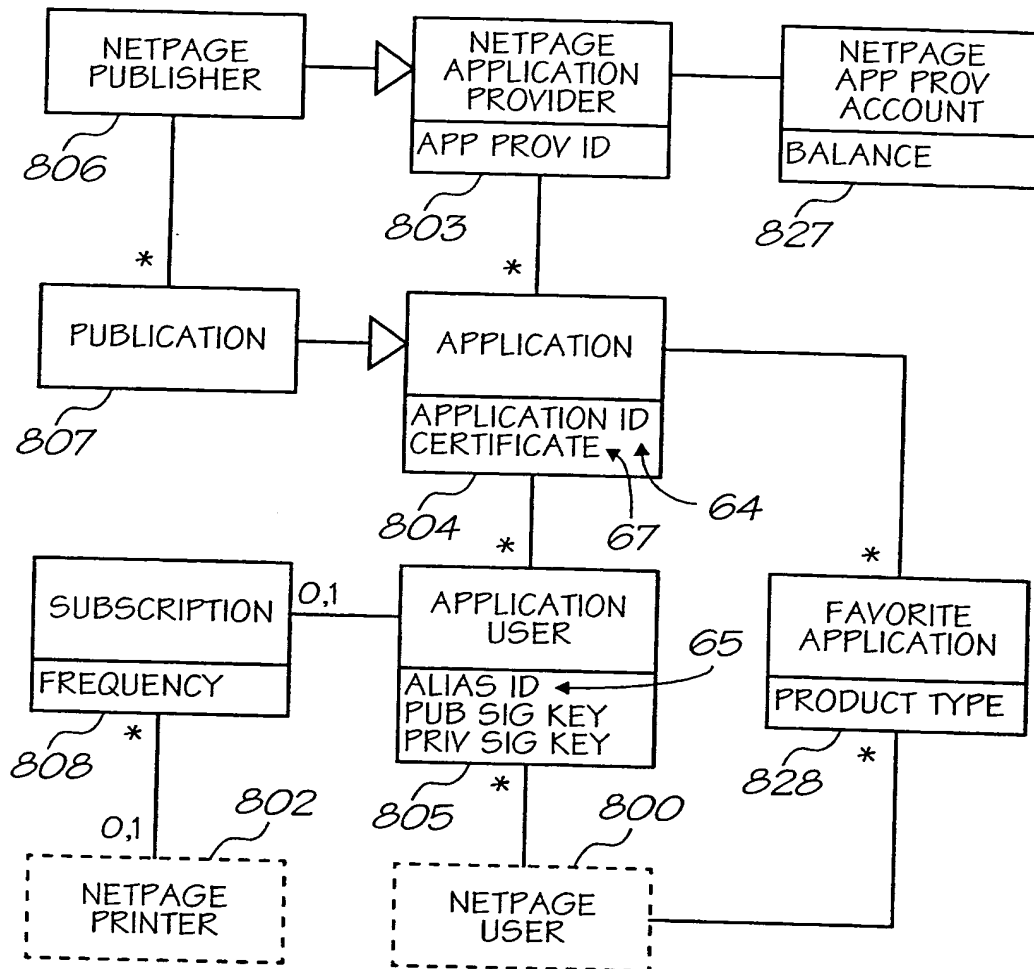 NETPAGE
PUBLISHER
806
NETPAGE
APPLICATION
PROVIDER
APP PROV ID
803
NETPAGE
APP PROV
ACCOUNT
BALANCE
827
*
*
PUBLICATION
807
APPLICATION
APPLICATION ID
CERTIFICATE
804
67
64
*
*
SUBSCRIPTION
FREQUENCY
808
0,1
APPLICATION
USER
ALIAS ID
PUB SIG KEY
PRIV SIG KEY
805
65
FAVORITE
APPLICATION
PRODUCT TYPE
828
*
*
*
0,1
802
NETPAGE
PRINTER
800
NETPAGE
USER